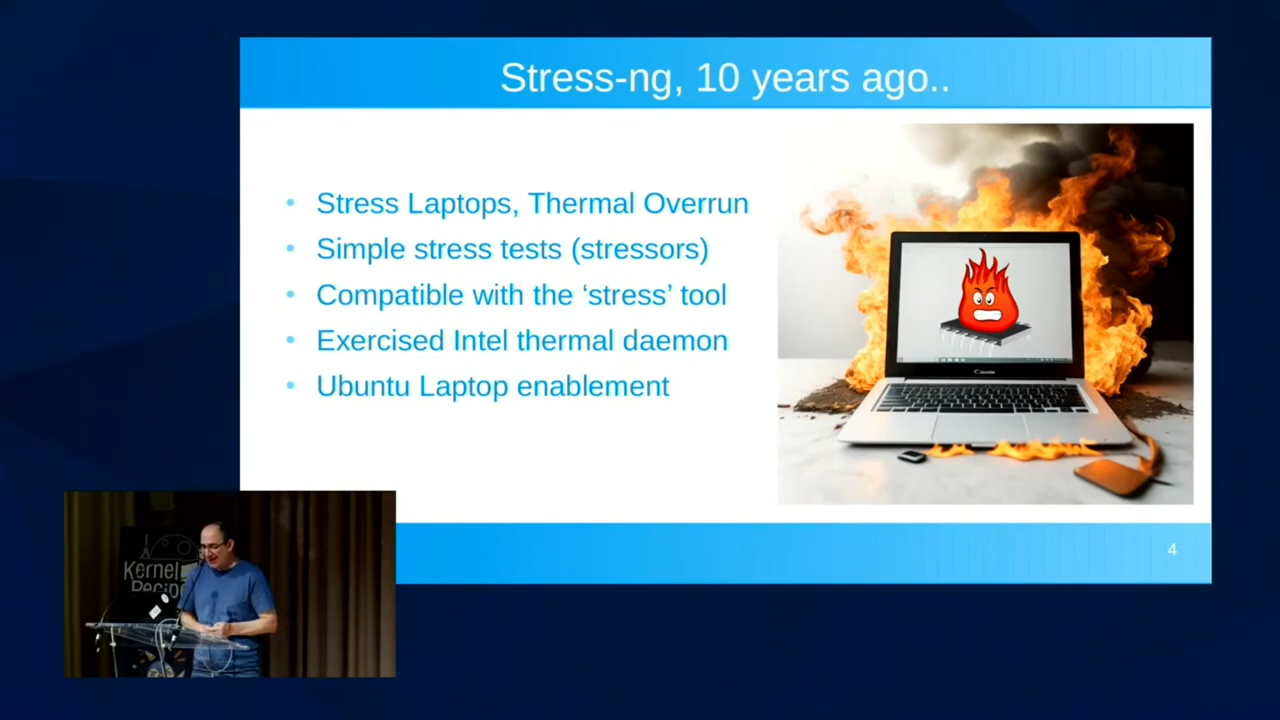 Stress-ng, 10 years ago..
• Stress Laptops, Thermal Overrun
• Simple stress tests (stressors)
• Compatible with the ‘stress’ tool
• Exercised Intel thermal daemon
• Ubuntu Laptop enablement
4
Kernel